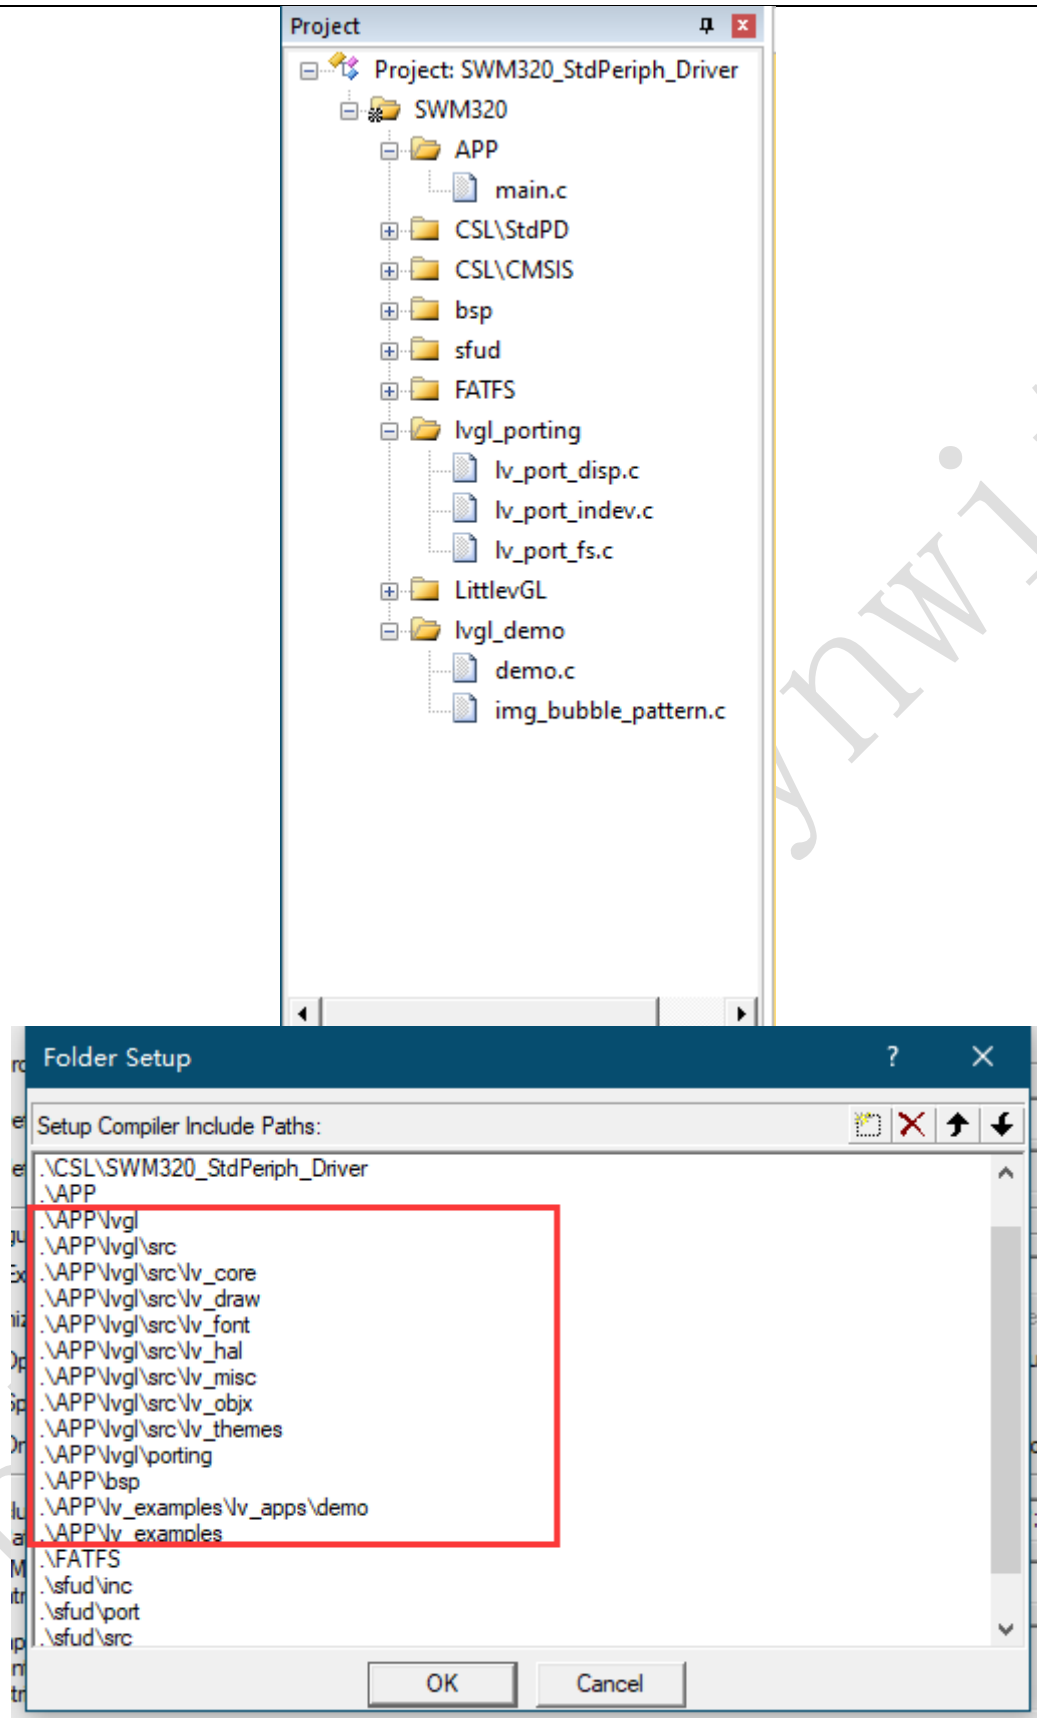 Project
Project: SWM320_StdPeriph_Driver
SWM320
APP
main.c
CSL\StdPD
CSL\CMSIS
bsp
sfud
FATFS
lvgl_porting
lv_port_disp.c
lv_port_indev.c
lv_port_fs.c
LittlevGL
lvgl_demo
demo.c
img_bubble_pattern.c
Folder Setup
Setup Compiler Include Paths:
.\CSL\SWM320_StdPeriph_Driver
.\APP
.\APP\lvgl
.\APP\lvgl\src
.\APP\lvgl\src\lv_core
.\APP\lvgl\src\lv_draw
.\APP\lvgl\src\lv_font
.\APP\lvgl\src\lv_hal
.\APP\lvgl\src\lv_misc
.\APP\lvgl\src\lv_objx
.\APP\lvgl\src\lv_themes
.\APP\lvgl\porting
.\APP\bsp
.\APP\lv_examples\lv_apps\demo
.\APP\lv_examples
.\FATFS
.\sfud\inc
.\sfud\port
.\sfud\src
OK Cancel